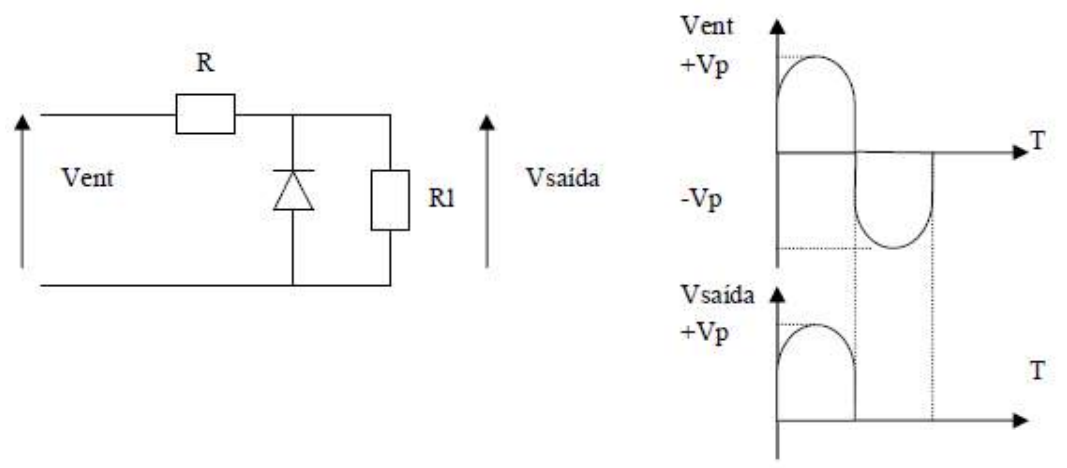 R
Vent
R1
Vsaída
Vent
+Vp
T
-Vp
Vsaída
+Vp
T